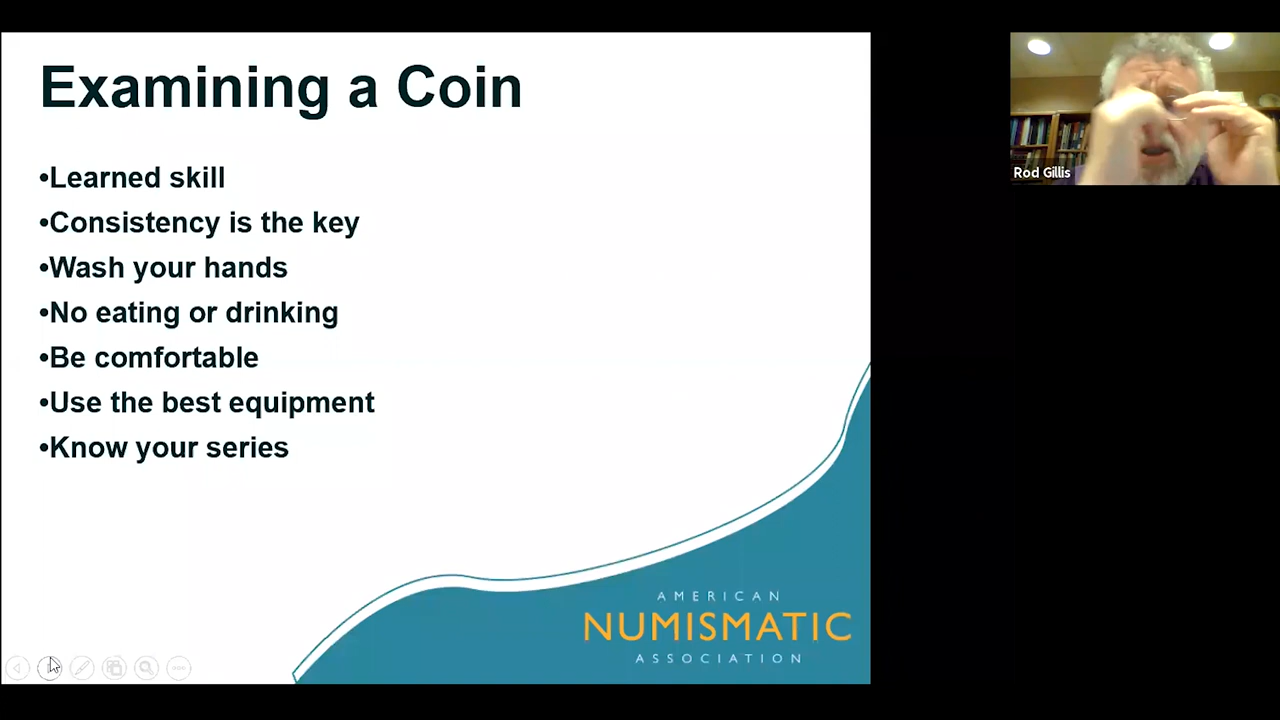 Examining a Coin
•Learned skill
•Consistency is the key
•Wash your hands
•No eating or drinking
•Be comfortable
•Use the best equipment
•Know your series
AMERICAN
NUMISMATIC
ASSOCIATION
Rod Gillis